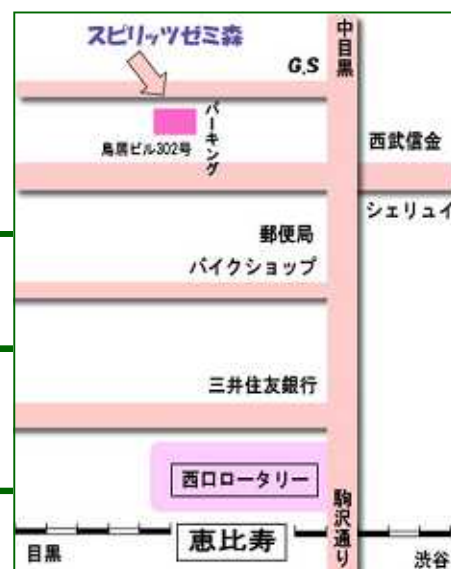 スピリッツゼミ森
中目黒
G.S
パーキング
鳥居ビル302号
西武信金
シェリュイ
郵便局
バイクショップ
三井住友銀行
西口ロータリー
駒沢通り
恵比寿
目黒
渋谷